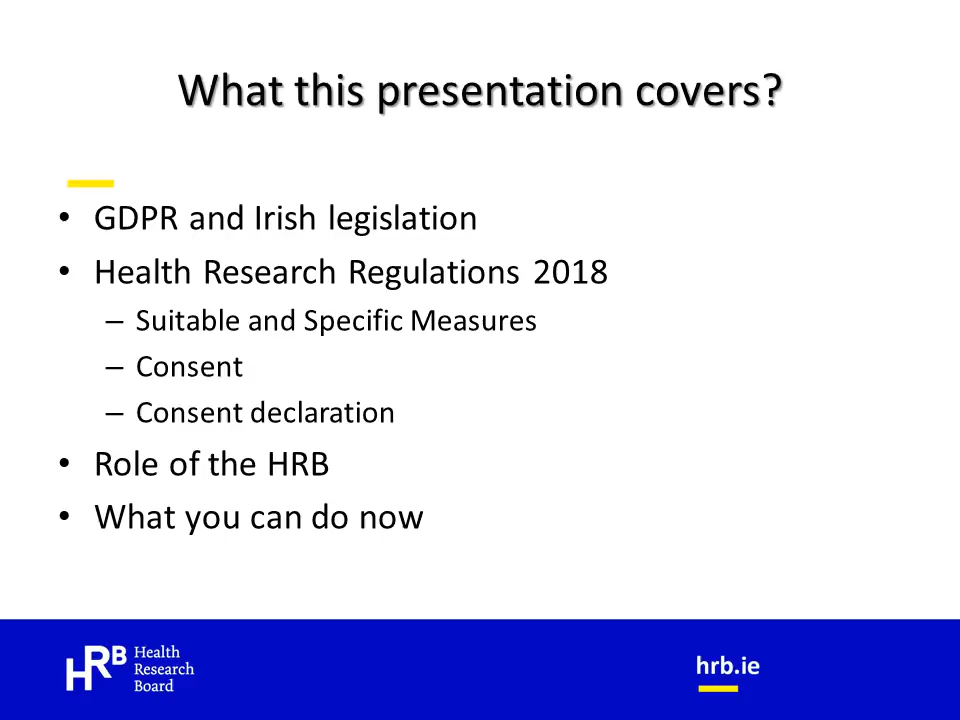 What this presentation covers?
• GDPR and Irish legislation
• Health Research Regulations 2018
– Suitable and Specific Measures
– Consent
– Consent declaration
• Role of the HRB
• What you can do now
HRB
Health
Research
Board
hrb.ie